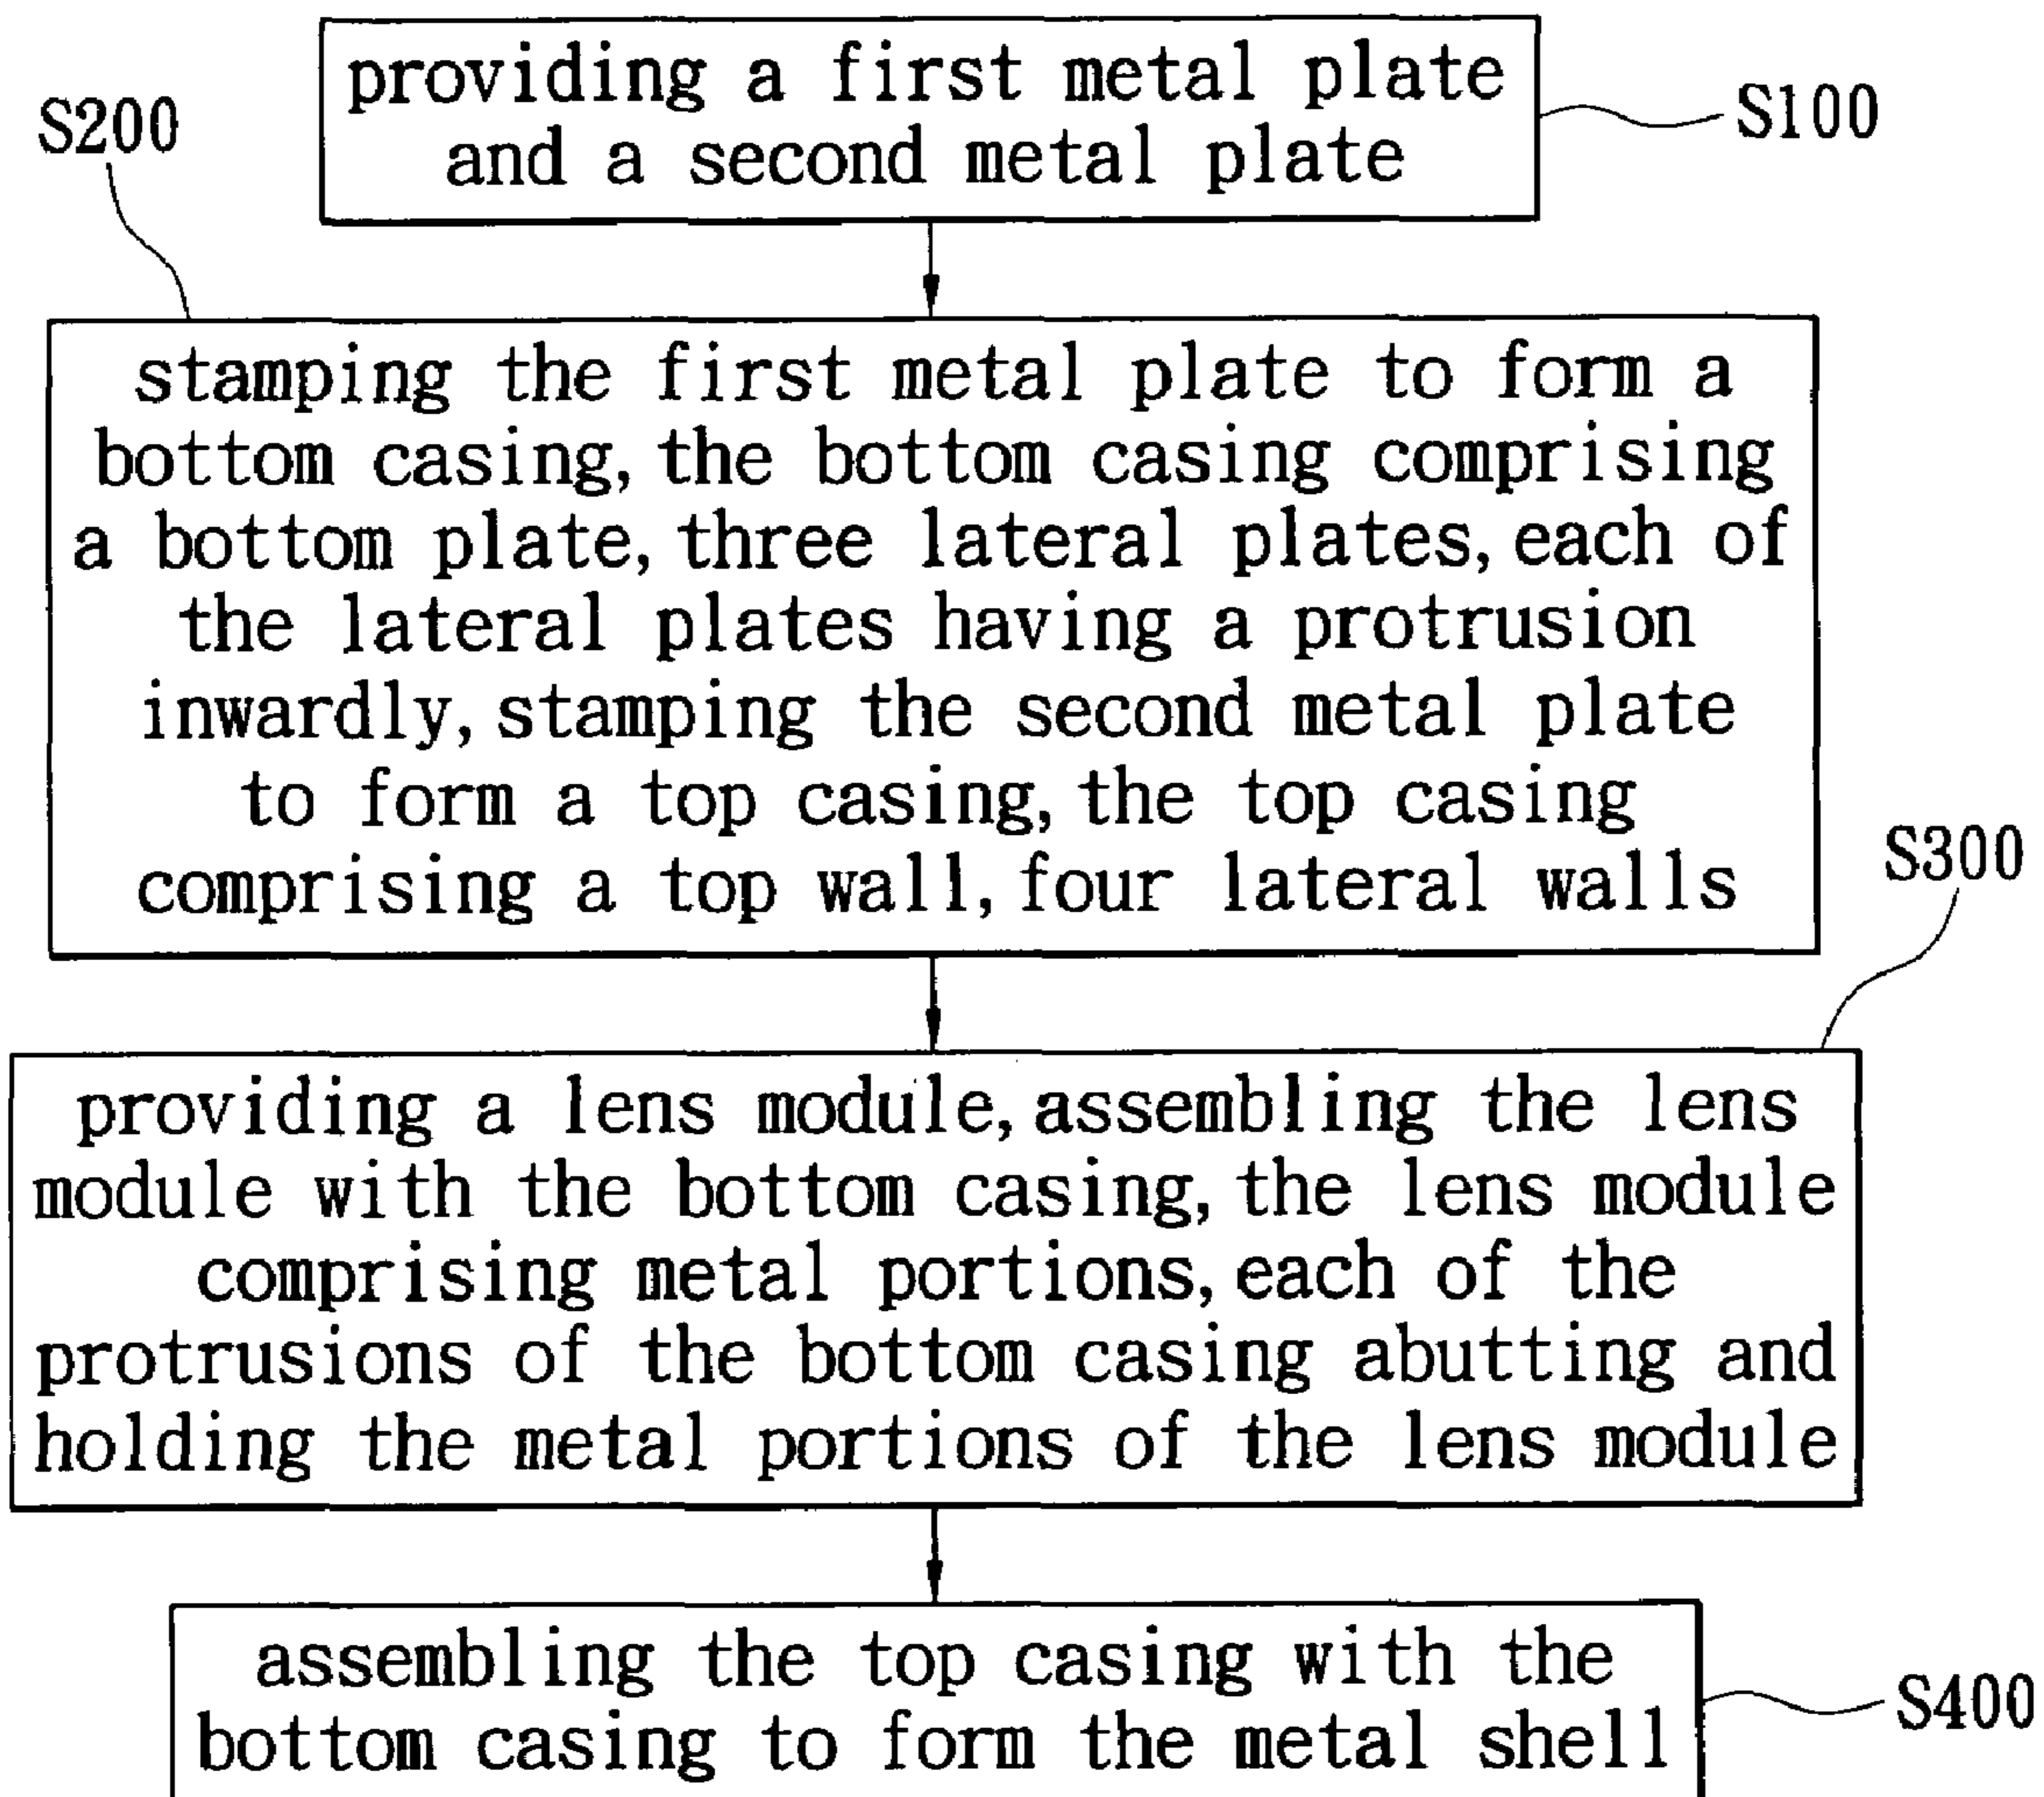 providing a first metal plate
and a second metal plate
S100
S200
stamping the first metal plate to form a
bottom casing, the bottom casing comprising
a bottom plate, three lateral plates, each of
the lateral plates having a protrusion
inwardly, stamping the second metal plate
to form a top casing, the top casing
comprising a top wall, four lateral walls
S300
providing a lens module, assembling the lens
module with the bottom casing, the lens module
comprising metal portions, each of the
protrusions of the bottom casing abutting and
holding the metal portions of the lens module
assembling the top casing with the
bottom casing to form the metal shell
S400